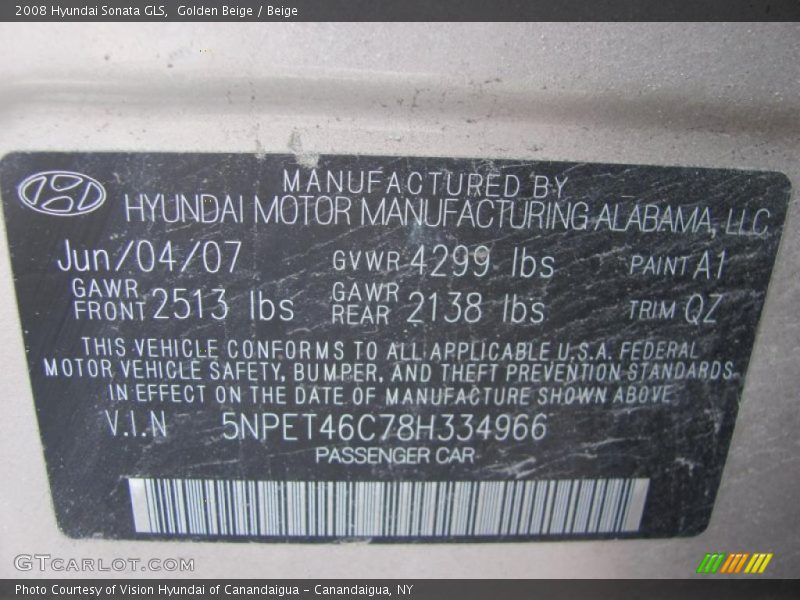 2008 Hyundai Sonata GLS,  Golden Beige / Beige
MANUFACTURED BY
HYUNDAI MOTOR MANUFACTURING ALABAMA, LLC
Jun/04/07 GVWR 4299 lbs PAINT A1
GAWR FRONT 2513 lbs GAWR REAR 2138 lbs TRIM QZ
THIS VEHICLE CONFORMS TO ALL APPLICABLE U.S.A. FEDERAL
MOTOR VEHICLE SAFETY, BUMPER, AND THEFT PREVENTION STANDARDS
IN EFFECT ON THE DATE OF MANUFACTURE SHOWN ABOVE
V.I.N 5NPET46C78H334966
PASSENGER CAR
GTCARLOT.COM
Photo Courtesy of Vision Hyundai of Canandaigua - Canandaigua, NY